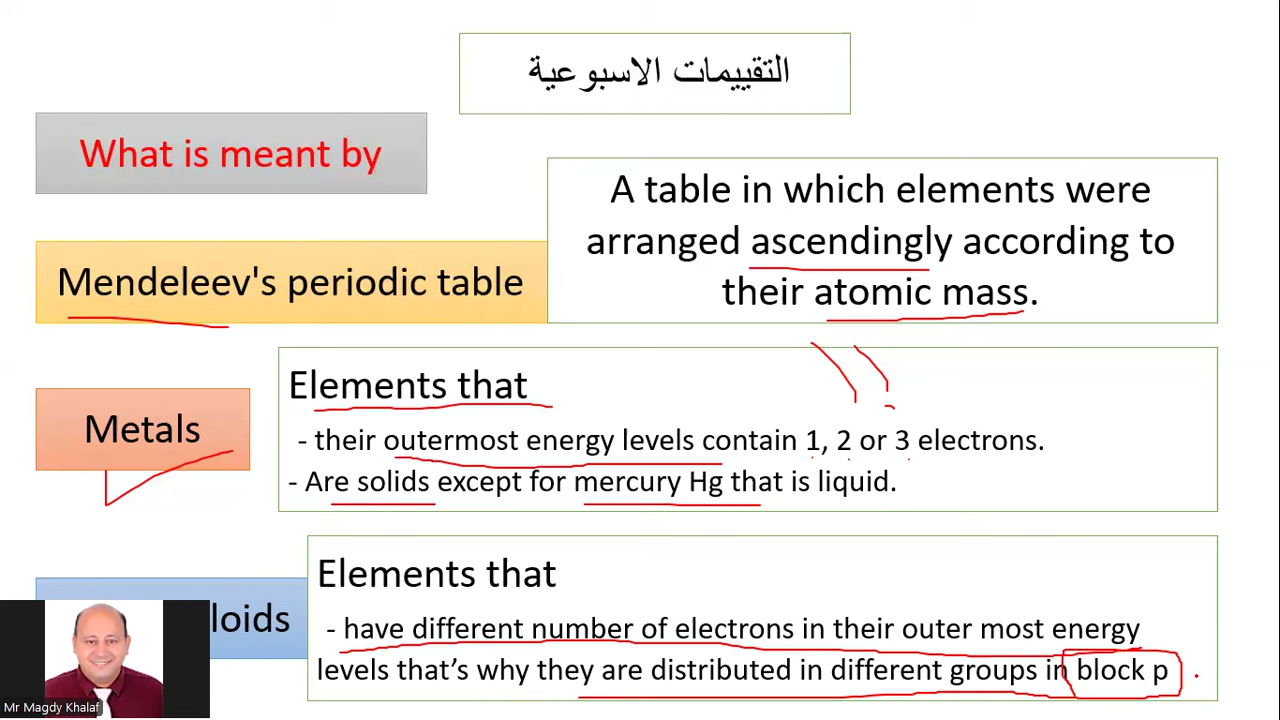 التقييمات الاسبوعية
What is meant by
Mendeleev's periodic table
A table in which elements were
arranged ascendingly according to
their atomic mass.
Metals
Elements that
- their outermost energy levels contain 1, 2 or 3 electrons.
- Are solids except for mercury Hg that is liquid.
loids
Elements that
- have different number of electrons in their outer most energy
levels that's why they are distributed in different groups in block p
Mr Magdy Khalaf